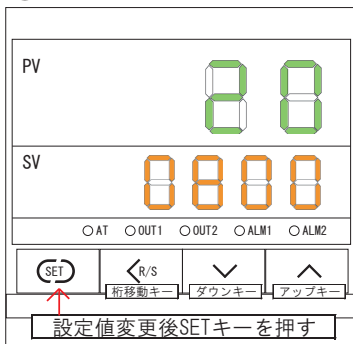 PV
20
SV
0400
AT OUT1 OUT2 ALM1 ALM2
SET R/S
桁移動キー ダウンキー アップキー
設定値変更後SETキーを押す